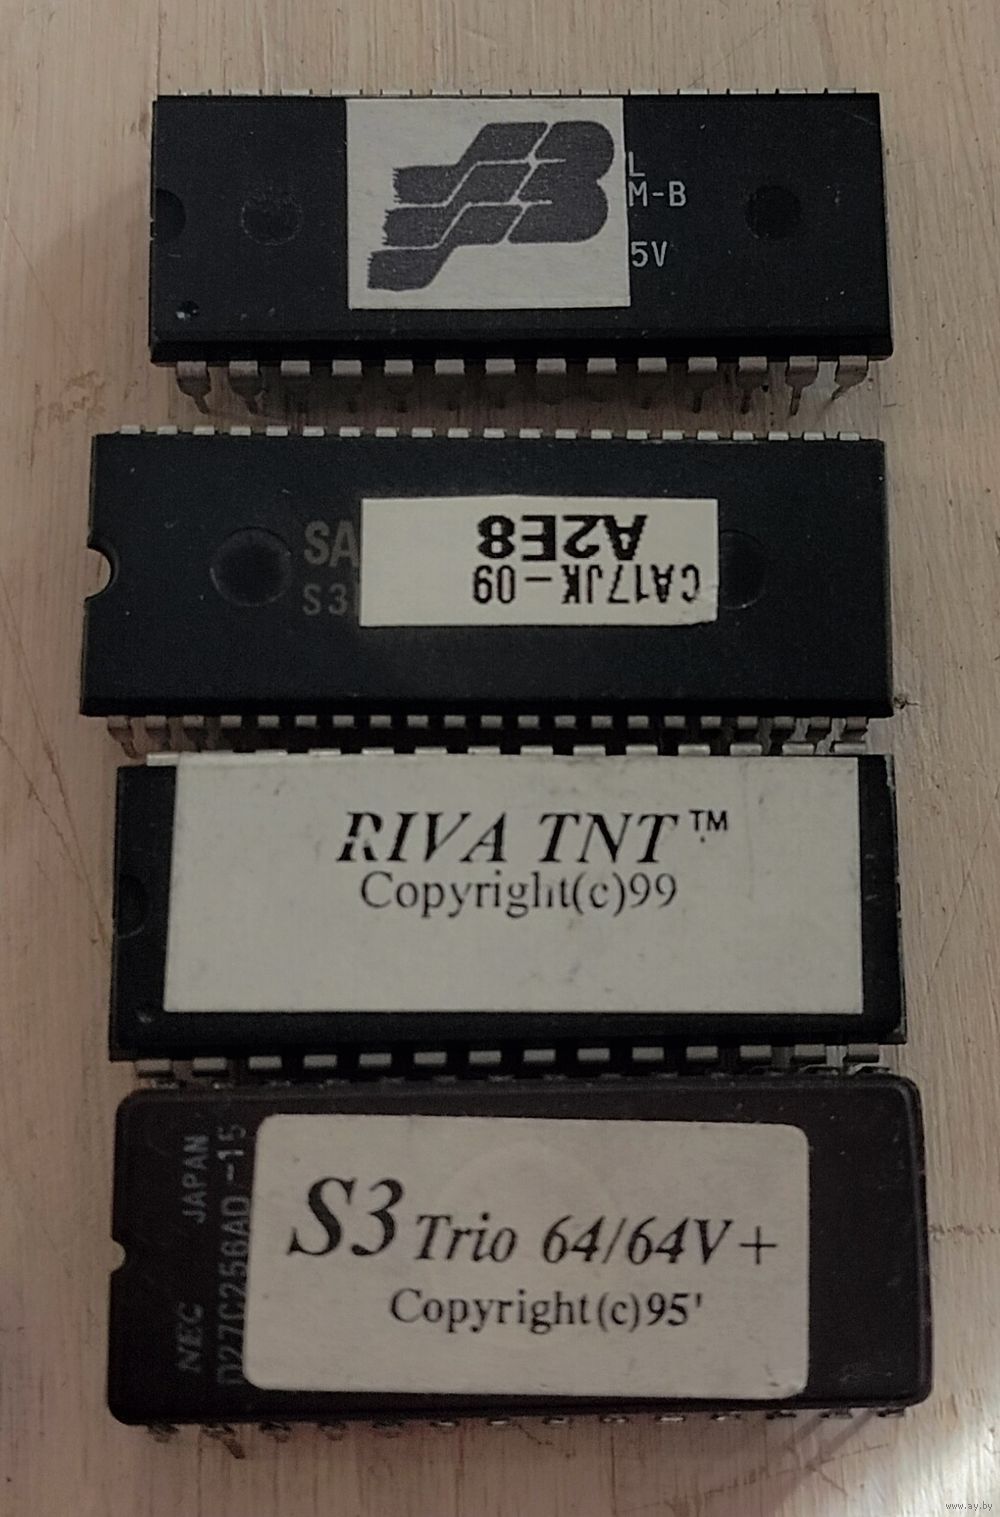 L
M-B
5V
SA
S3
A2E8
CA17JK-09
RIVA TNT™
Copyright(c)99
NEC JAPAN
D27C256AD-15
S3 Trio 64/64V+
Copyright(c)95'
www.ay.by